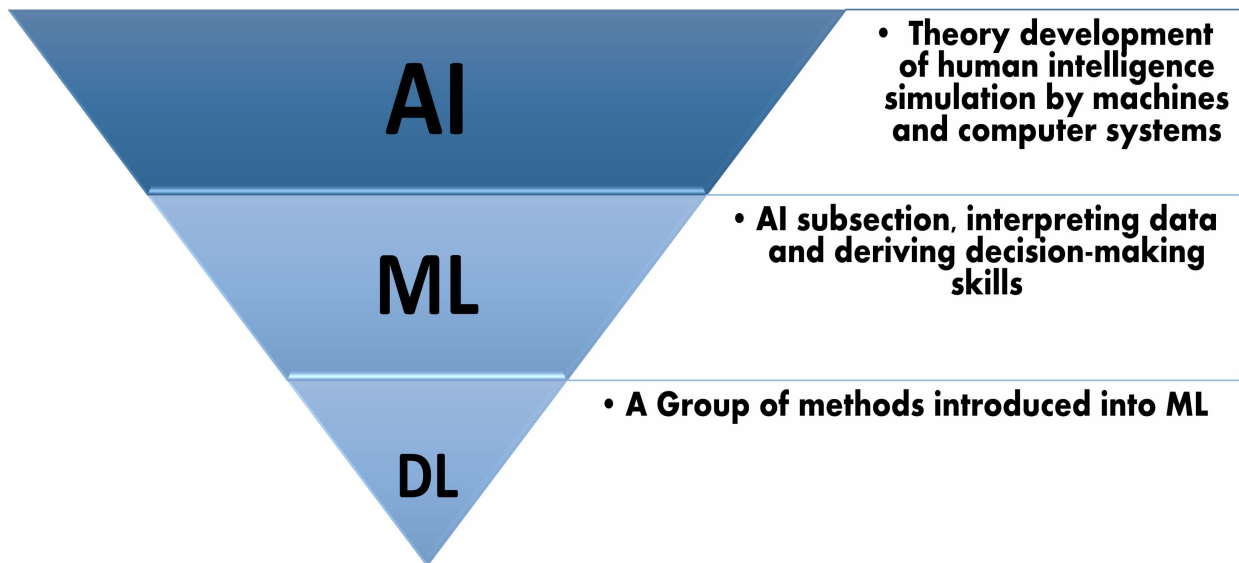 AI
• Theory development
of human intelligence
simulation by machines
and computer systems
ML
• AI subsection, interpreting data
and deriving decision-making
skills
DL
• A Group of methods introduced into ML